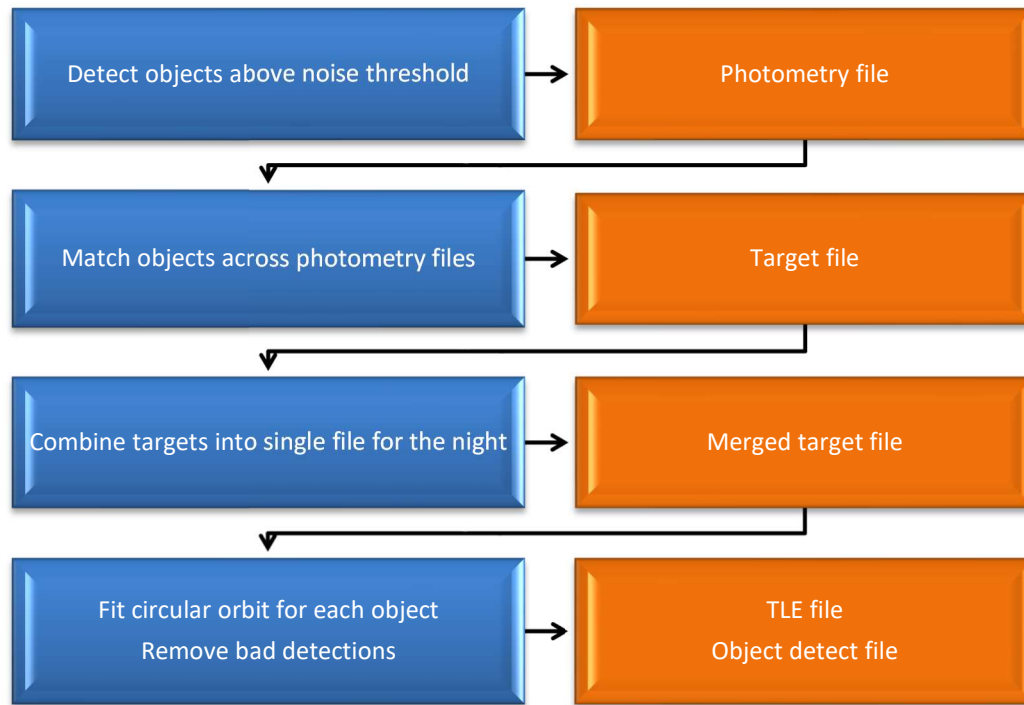 Detect objects above noise threshold
Photometry file
Match objects across photometry files
Target file
Combine targets into single file for the night
Merged target file
Fit circular orbit for each object
Remove bad detections
TLE file
Object detect file